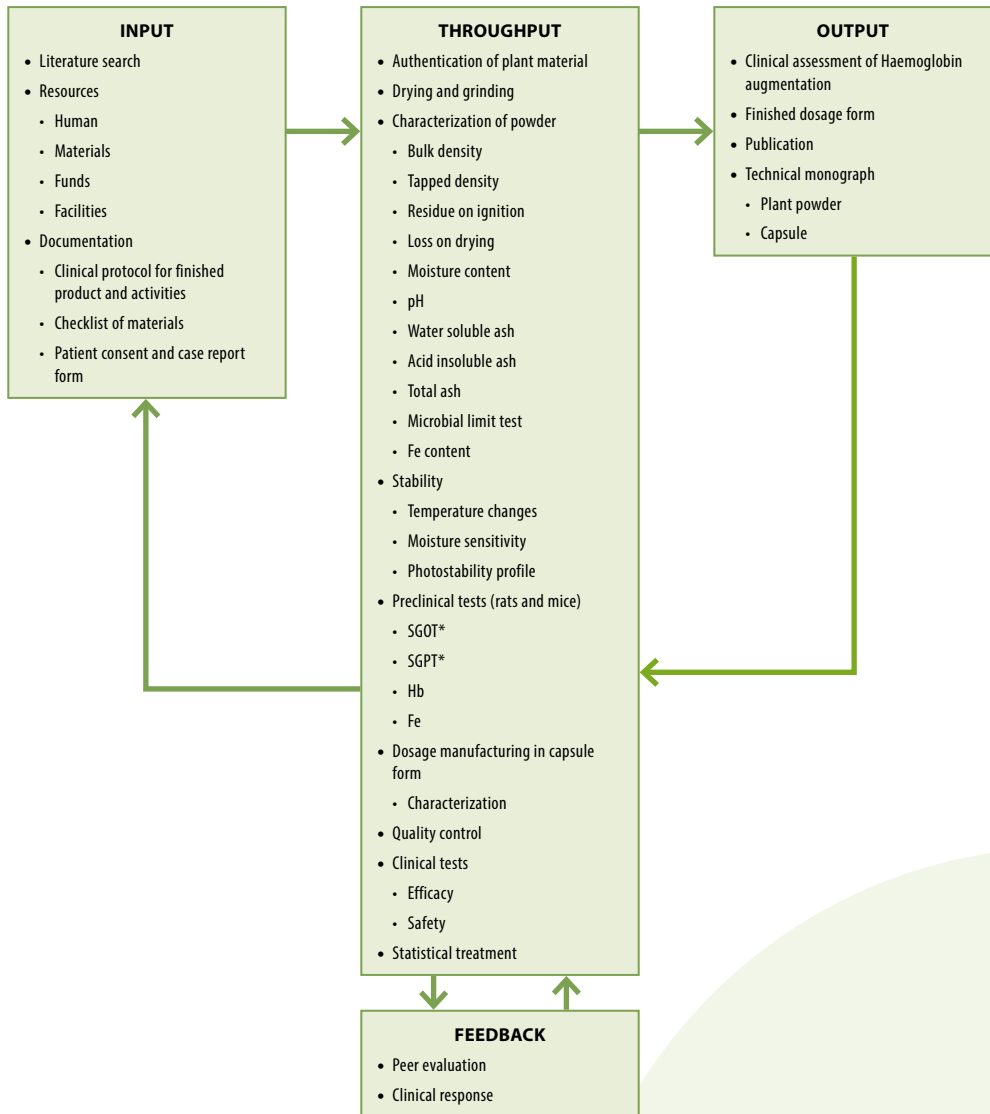 INPUT
• Literature search
• Resources
• Human
• Materials
• Funds
• Facilities
• Documentation
• Clinical protocol for finished
product and activities
• Checklist of materials
• Patient consent and case report
form
THROUGHPUT
• Authentication of plant material
• Drying and grinding
• Characterization of powder
• Bulk density
• Tapped density
• Residue on ignition
• Loss on drying
• Moisture content
• pH
• Water soluble ash
• Acid insoluble ash
• Total ash
• Microbial limit test
• Fe content
• Stability
• Temperature changes
• Moisture sensitivity
• Photostability profile
• Preclinical tests (rats and mice)
• SGOT*
• SGPT*
• Hb
• Fe
• Dosage manufacturing in capsule
form
• Characterization
• Quality control
• Clinical tests
• Efficacy
• Safety
• Statistical treatment
OUTPUT
• Clinical assessment of Haemoglobin
augmentation
• Finished dosage form
• Publication
• Technical monograph
• Plant powder
• Capsule
FEEDBACK
• Peer evaluation
• Clinical response